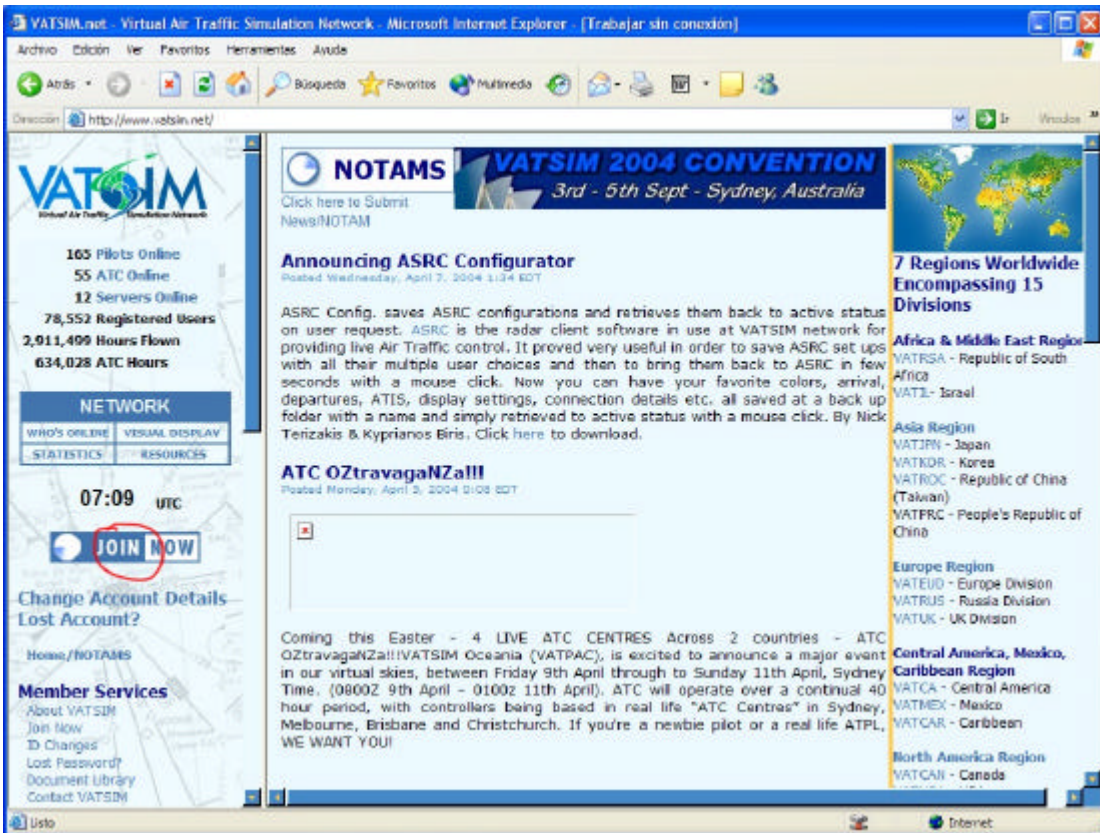 VATSIM.net - Virtual Air Traffic Simulation Network - Microsoft Internet Explorer - [Trabajar sin conexión]
Archivo Edición Ver Favoritos Herramientas Ayuda
Atrás Búsqueda Favoritos Multimedia
Dirección http://www.vatsim.net/ Ir Vínculos
VATSIM
Virtual Air Traffic Simulation Network
165 Pilots Online
55 ATC Online
12 Servers Online
78,552 Registered Users
2,911,499 Hours Flown
634,028 ATC Hours
NETWORK
WHO'S ONLINE VISUAL DISPLAY
STATISTICS RESOURCES
07:09 UTC
JOIN NOW
Change Account Details
Lost Account?
Home/NOTAMS
Member Services
About VATSIM
Join Now
ID Changes
Lost Password?
Document Library
Contact VATSIM
NOTAMS
Click here to Submit
News/NOTAM
VATSIM 2004 CONVENTION
3rd - 5th Sept - Sydney, Australia
Announcing ASRC Configurator
Posted Wednesday, April 7, 2004 1:34 EDT
ASRC Config. saves ASRC configurations and retrieves them back to active status
on user request. ASRC is the radar client software in use at VATSIM network for
providing live Air Traffic control. It proved very useful in order to save ASRC set ups
with all their multiple user choices and then to bring them back to ASRC in few
seconds with a mouse click. Now you can have your favorite colors, arrival,
departures, ATIS, display settings, connection details etc. all saved at a back up
folder with a name and simply retrieved to active status with a mouse click. By Nick
Terizakis & Kyprianos Biris. Click here to download.
ATC OZtravagaNZa!!!
Posted Monday, April 5, 2004 EDT
Coming this Easter - 4 LIVE ATC CENTRES Across 2 countries - ATC
OZtravagaNZa!!!VATSIM Oceania (VATPAC), is excited to announce a major event
in our virtual skies, between Friday 9th April through to Sunday 11th April, Sydney
Time. (0800Z 9th April - 0100z 11th April). ATC will operate over a continual 40
hour period, with controllers being based in real life "ATC Centres" in Sydney,
Melbourne, Brisbane and Christchurch. If you're a newbie pilot or a real life ATPL,
WE WANT YOU!
7 Regions Worldwide
Encompassing 15
Divisions
Africa & Middle East Region
VATRSA - Republic of South
Africa
VATIL- Israel
Asia Region
VATJPN - Japan
VATKOR - Korea
VATROC - Republic of China
(Taiwan)
VATPRC - People's Republic of
China
Europe Region
VATEUD - Europe Division
VATRUS - Russia Division
VATUK - UK Division
Central America, Mexico,
Caribbean Region
VATCA - Central America
VATMEX - Mexico
VATCAR - Caribbean
North America Region
VATCAN - Canada
Listo Internet